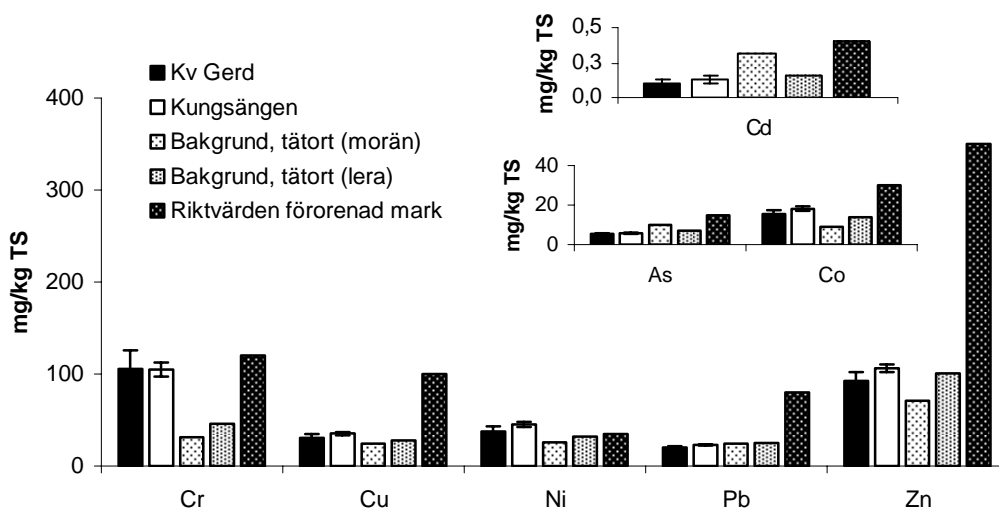 Kv Gerd
Kungsängen
Bakgrund, tätort (morän)
Bakgrund, tätort (lera)
Riktvärden förorenad mark
mg/kg TS
400
300
200
100
0
Cr Cu Ni Pb Zn
mg/kg TS
0,5
0,3
0,0
Cd
mg/kg TS
40
20
0
As Co